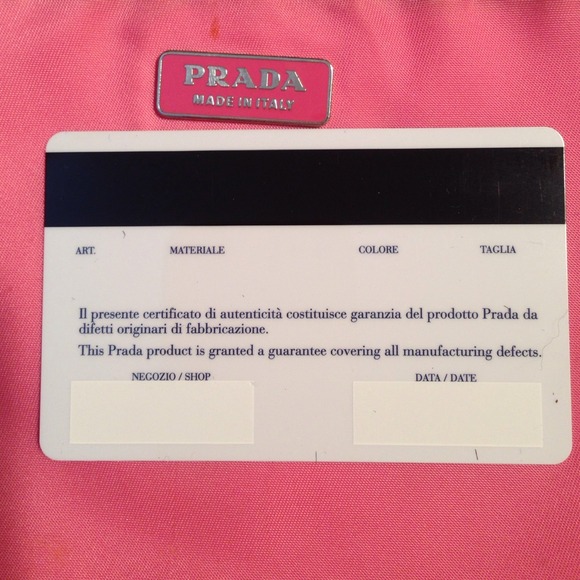 PRADA
MADE IN ITALY
ART. MATERIALE COLORE TAGLIA
Il presente certificato di autenticità costituisce garanzia del prodotto Prada da
difetti originari di fabbricazione.
This Prada product is granted a guarantee covering all manufacturing defects.
NEGOZIO / SHOP DATA / DATE